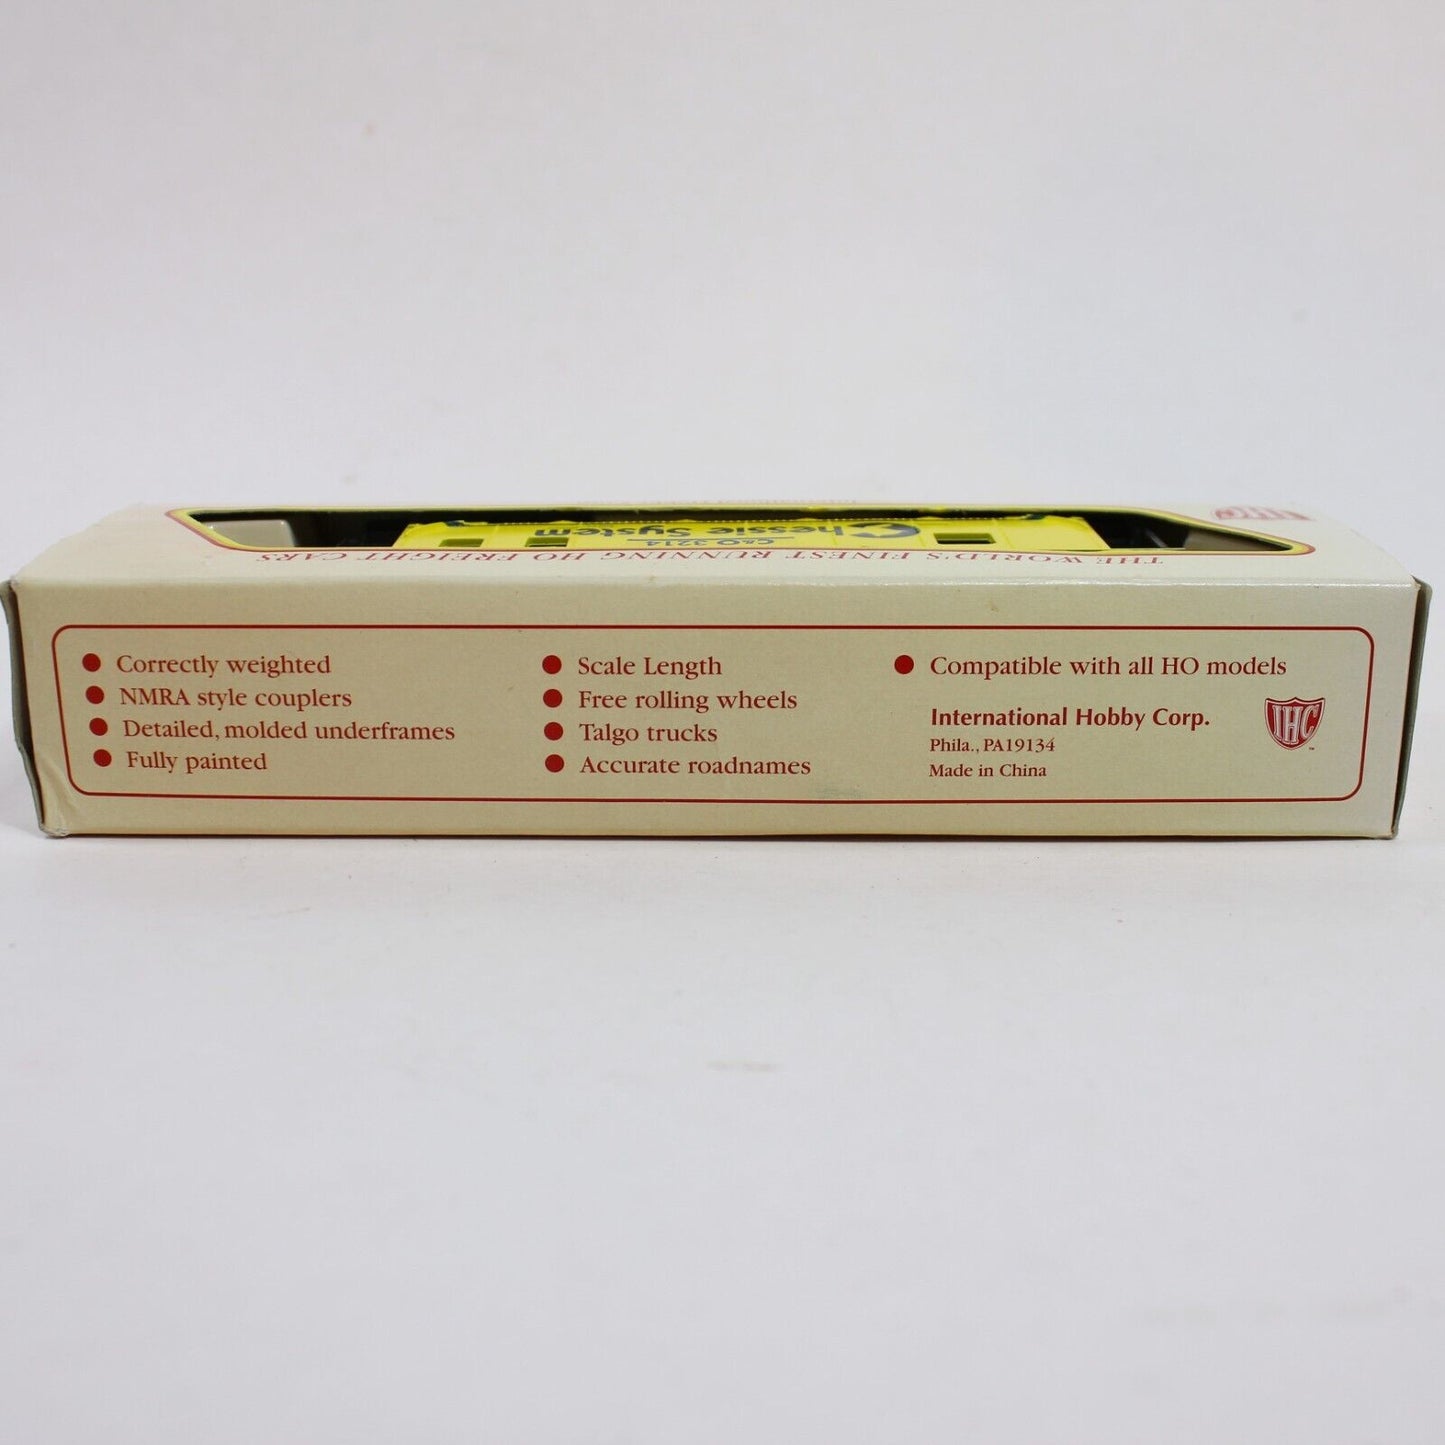 IHC
Chessie System
C&O 3214
THE WORLD'S FINEST RUNNING HO FREIGHT CARS
● Correctly weighted
● NMRA style couplers
● Detailed, molded underframes
● Fully painted
● Scale Length
● Free rolling wheels
● Talgo trucks
● Accurate roadnames
● Compatible with all HO models
International Hobby Corp.
Phila., PA19134
Made in China
IHC
™